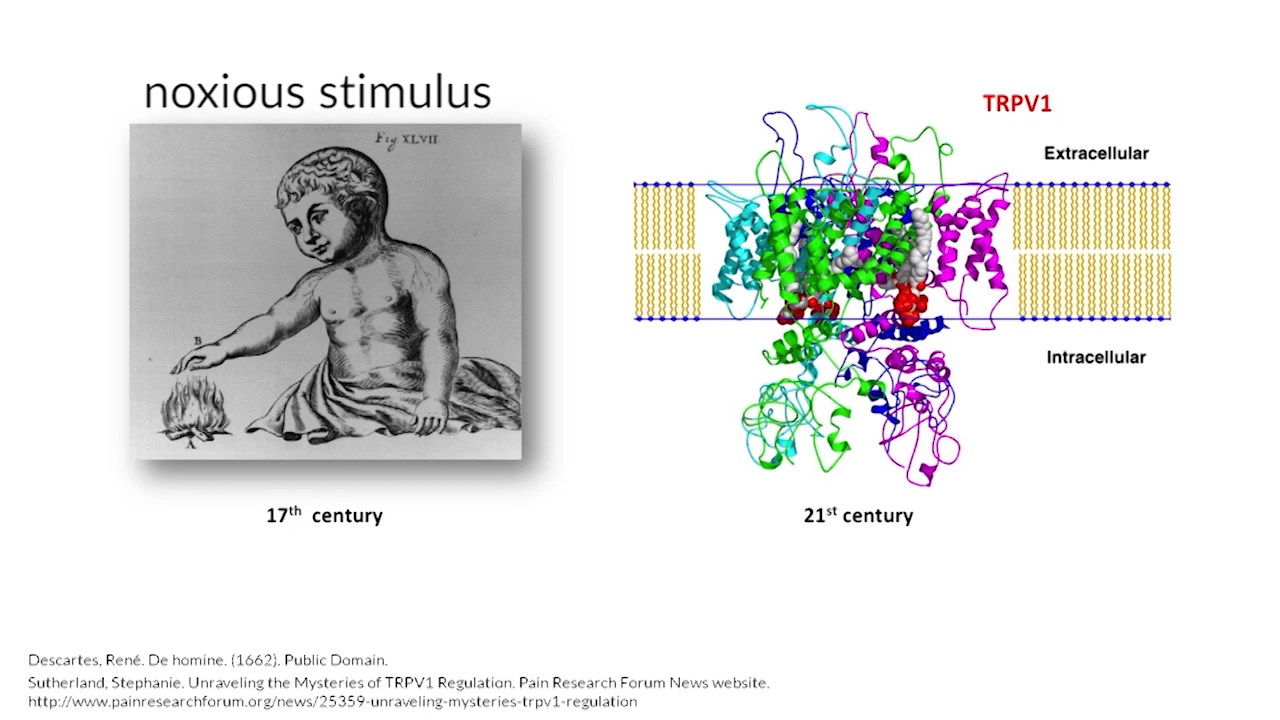 noxious stimulus
Fig XLVII
B
A
17th century
TRPV1
Extracellular
Intracellular
21st century
Descartes, René. De homine. (1662). Public Domain.
Sutherland, Stephanie. Unraveling the Mysteries of TRPV1 Regulation. Pain Research Forum News website.
http://www.painresearchforum.org/news/25359-unraveling-mysteries-trpv1-regulation